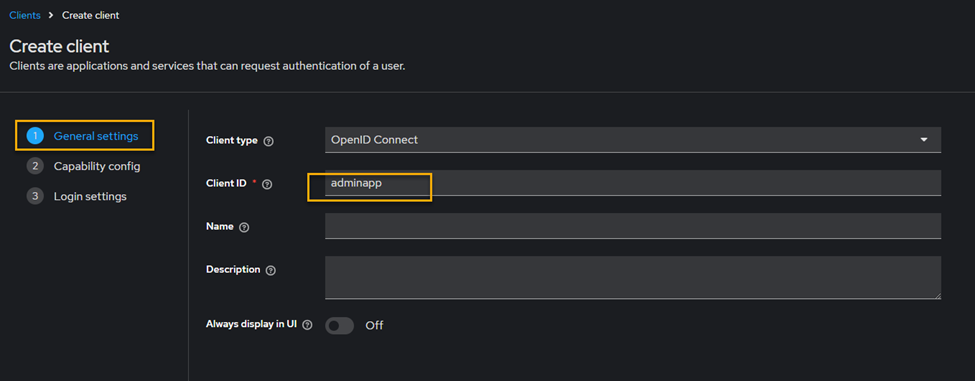 Clients > Create client
Create client
Clients are applications and services that can request authentication of a user.
1 General settings
2 Capability config
3 Login settings
Client type ?
OpenID Connect
Client ID * ?
adminapp
Name ?
Description ?
Always display in UI ?
Off